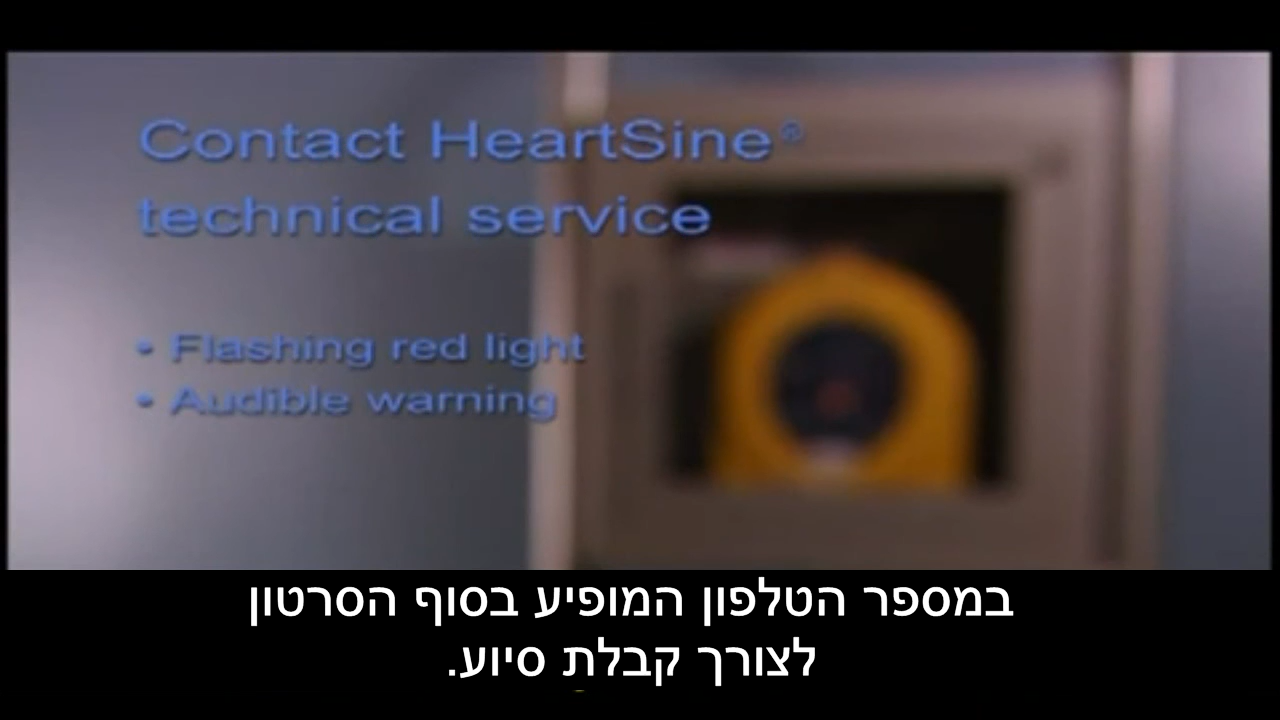 Contact HeartSine®
technical service
• Flashing red light
• Audible warning
במספר הטלפון המופיע בסוף הסרטון
לצורך קבלת סיוע.